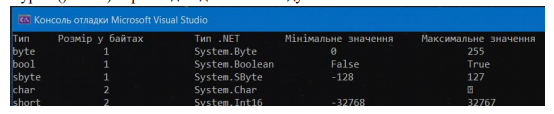 Консоль отладки Microsoft Visual Studio
Тип Розмір у байтах Тип .NET Мінімальне значення Максимальне значення
byte 1 System.Byte 0 255
bool 1 System.Boolean False True
sbyte 1 System.SByte -128 127
char 2 System.Char
short 2 System.Int16 -32768 32767